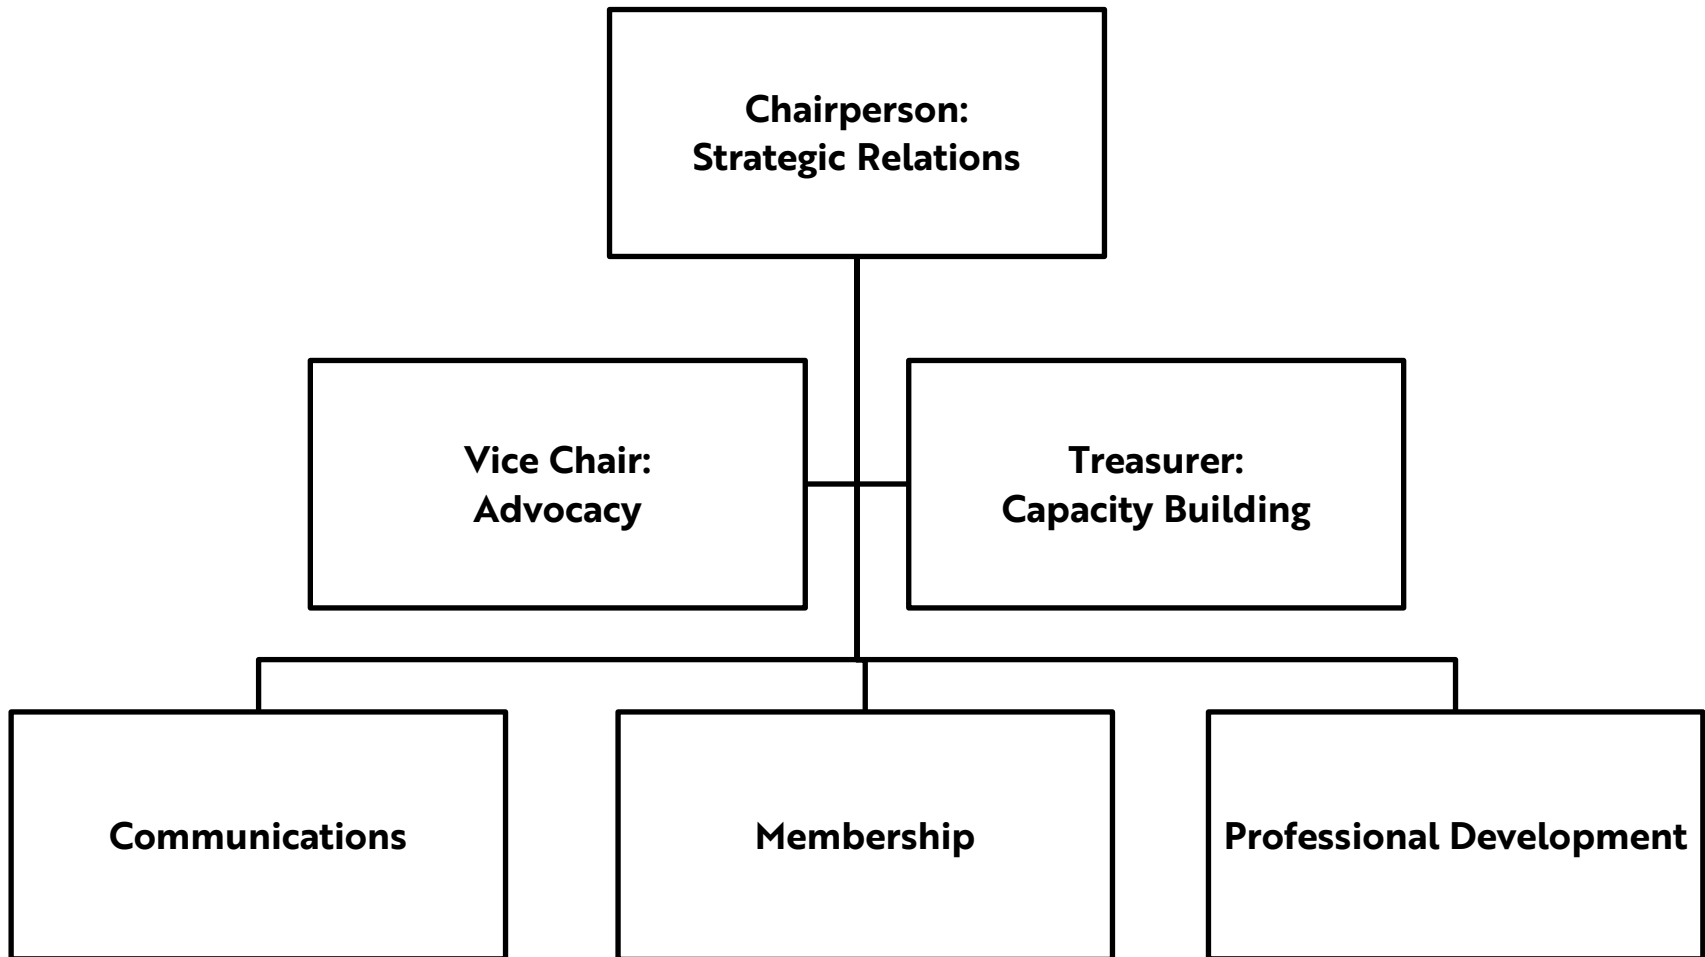 Chairperson:
Strategic Relations
Vice Chair:
Advocacy
Treasurer:
Capacity Building
Communications
Membership
Professional Development